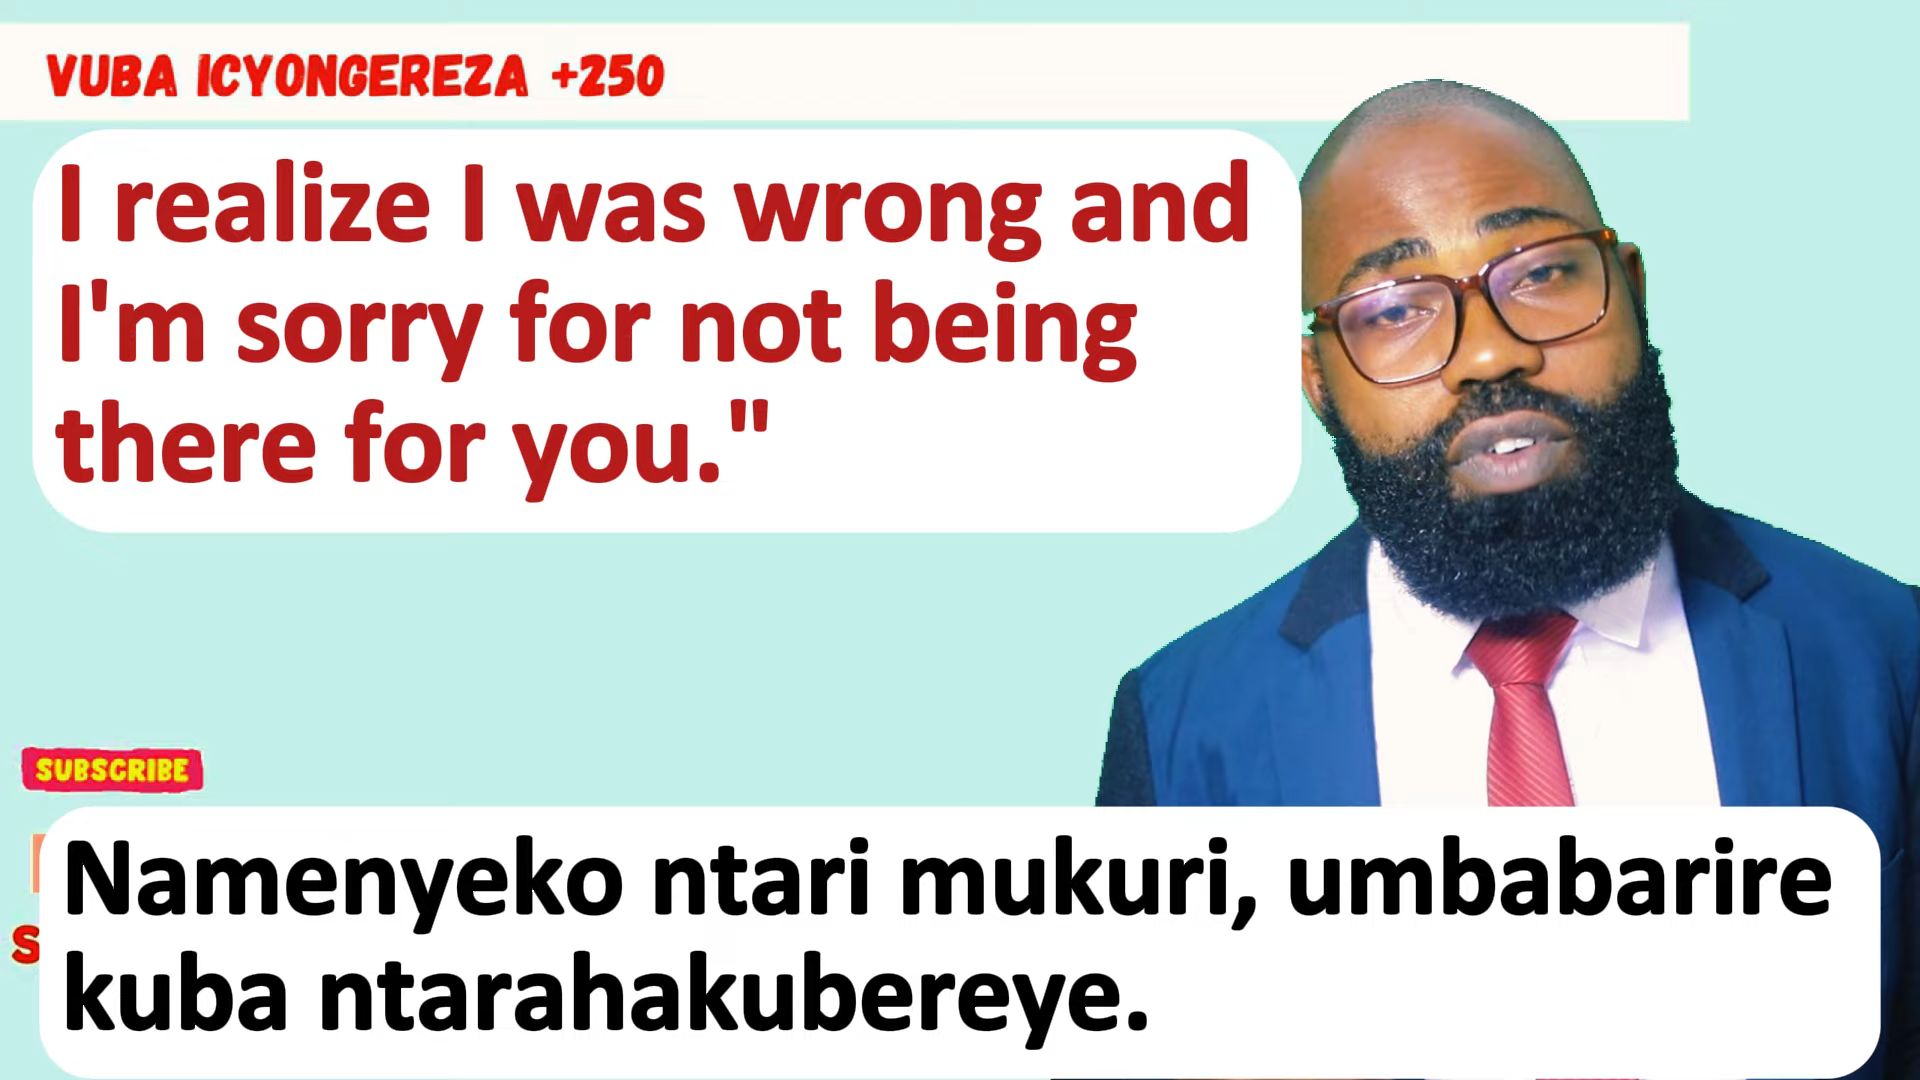 VUBA ICYONGEREZA +250
I realize I was wrong and
I'm sorry for not being
there for you."
SUBSCRIBE
Namenyeko ntari mukuri, umbabarire
kuba ntarahakubereye.